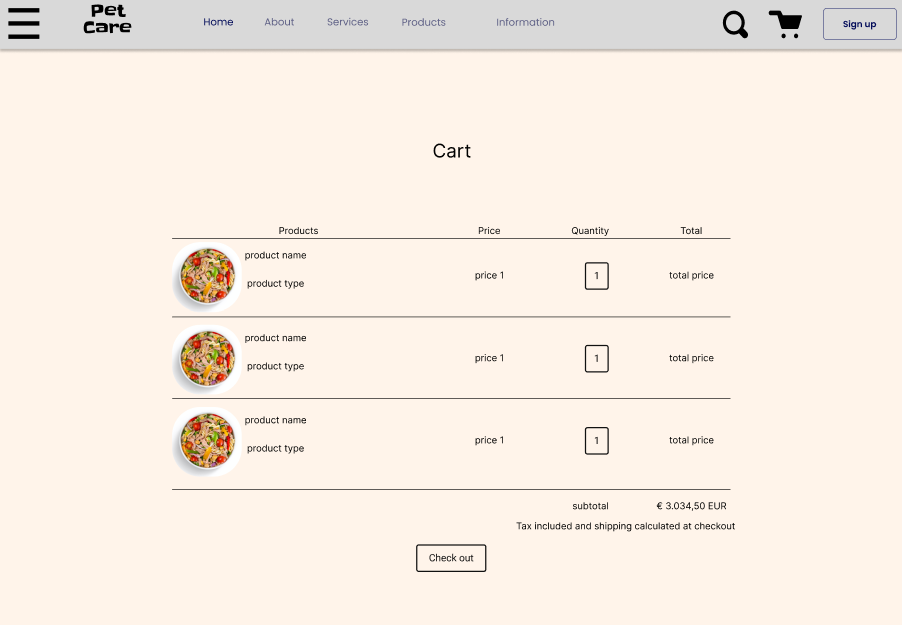 Pet
Care
Home About Services Products Information Sign up
Cart
Products Price Quantity Total
product name
product type
price 1 1 total price
product name
product type
price 1 1 total price
product name
product type
price 1 1 total price
subtotal € 3.034,50 EUR
Tax included and shipping calculated at checkout
Check out